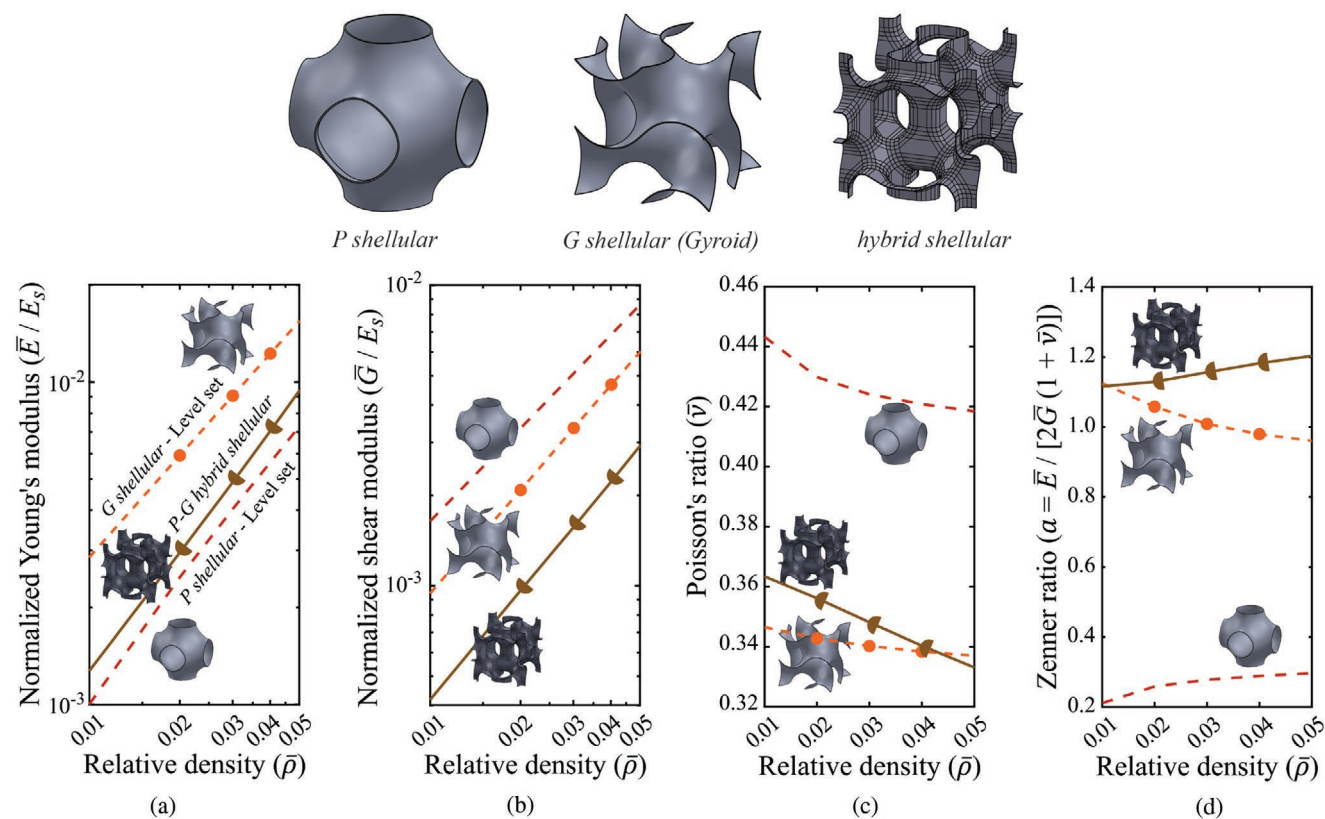 P shellular
G shellular (Gyroid)
hybrid shellular
Normalized Young's modulus (E̅ / Eₛ)
10⁻²
10⁻³
G shellular - Level set
P-G hybrid shellular
P shellular - Level set
0.01
0.02
0.03
0.04
0.05
Relative density (ρ̅)
(a)
Normalized shear modulus (G̅ / Eₛ)
10⁻²
10⁻³
0.01
0.02
0.03
0.04
0.05
Relative density (ρ̅)
(b)
Poisson's ratio (ν̅)
0.46
0.44
0.42
0.40
0.38
0.36
0.34
0.32
0.01
0.02
0.03
0.04
0.05
Relative density (ρ̅)
(c)
Zenner ratio (a = E̅ / [2G̅ (1 + ν̅)])
1.4
1.2
1.0
0.8
0.6
0.4
0.2
0.01
0.02
0.03
0.04
0.05
Relative density (ρ̅)
(d)